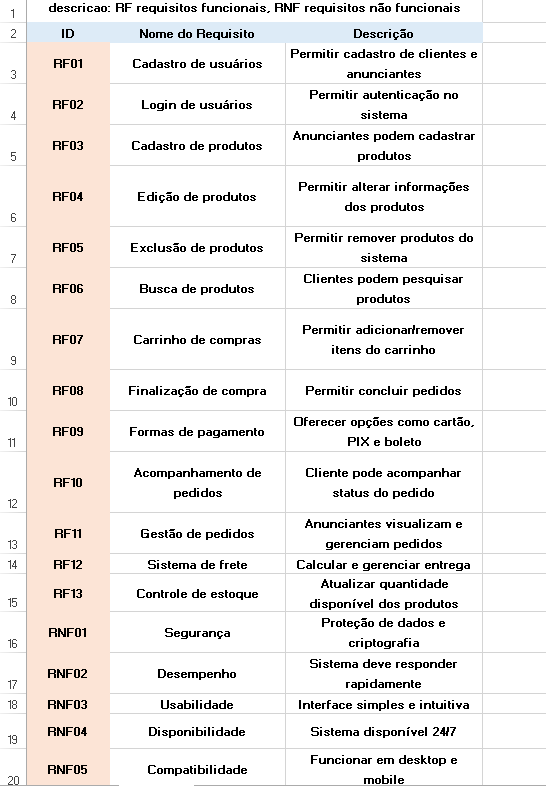 1 descricao: RF requisitos funcionais, RNF requisitos não funcionais
2 ID Nome do Requisito Descrição
3 RF01 Cadastro de usuários Permitir cadastro de clientes e anunciantes
4 RF02 Login de usuários Permitir autenticação no sistema
5 RF03 Cadastro de produtos Anunciantes podem cadastrar produtos
6 RF04 Edição de produtos Permitir alterar informações dos produtos
7 RF05 Exclusão de produtos Permitir remover produtos do sistema
8 RF06 Busca de produtos Clientes podem pesquisar produtos
9 RF07 Carrinho de compras Permitir adicionar/remover itens do carrinho
10 RF08 Finalização de compra Permitir concluir pedidos
11 RF09 Formas de pagamento Oferecer opções como cartão, PIX e boleto
12 RF10 Acompanhamento de pedidos Cliente pode acompanhar status do pedido
13 RF11 Gestão de pedidos Anunciantes visualizam e gerenciam pedidos
14 RF12 Sistema de frete Calcular e gerenciar entrega
15 RF13 Controle de estoque Atualizar quantidade disponível dos produtos
16 RNF01 Segurança Proteção de dados e criptografia
17 RNF02 Desempenho Sistema deve responder rapidamente
18 RNF03 Usabilidade Interface simples e intuitiva
19 RNF04 Disponibilidade Sistema disponível 24/7
20 RNF05 Compatibilidade Funcionar em desktop e mobile